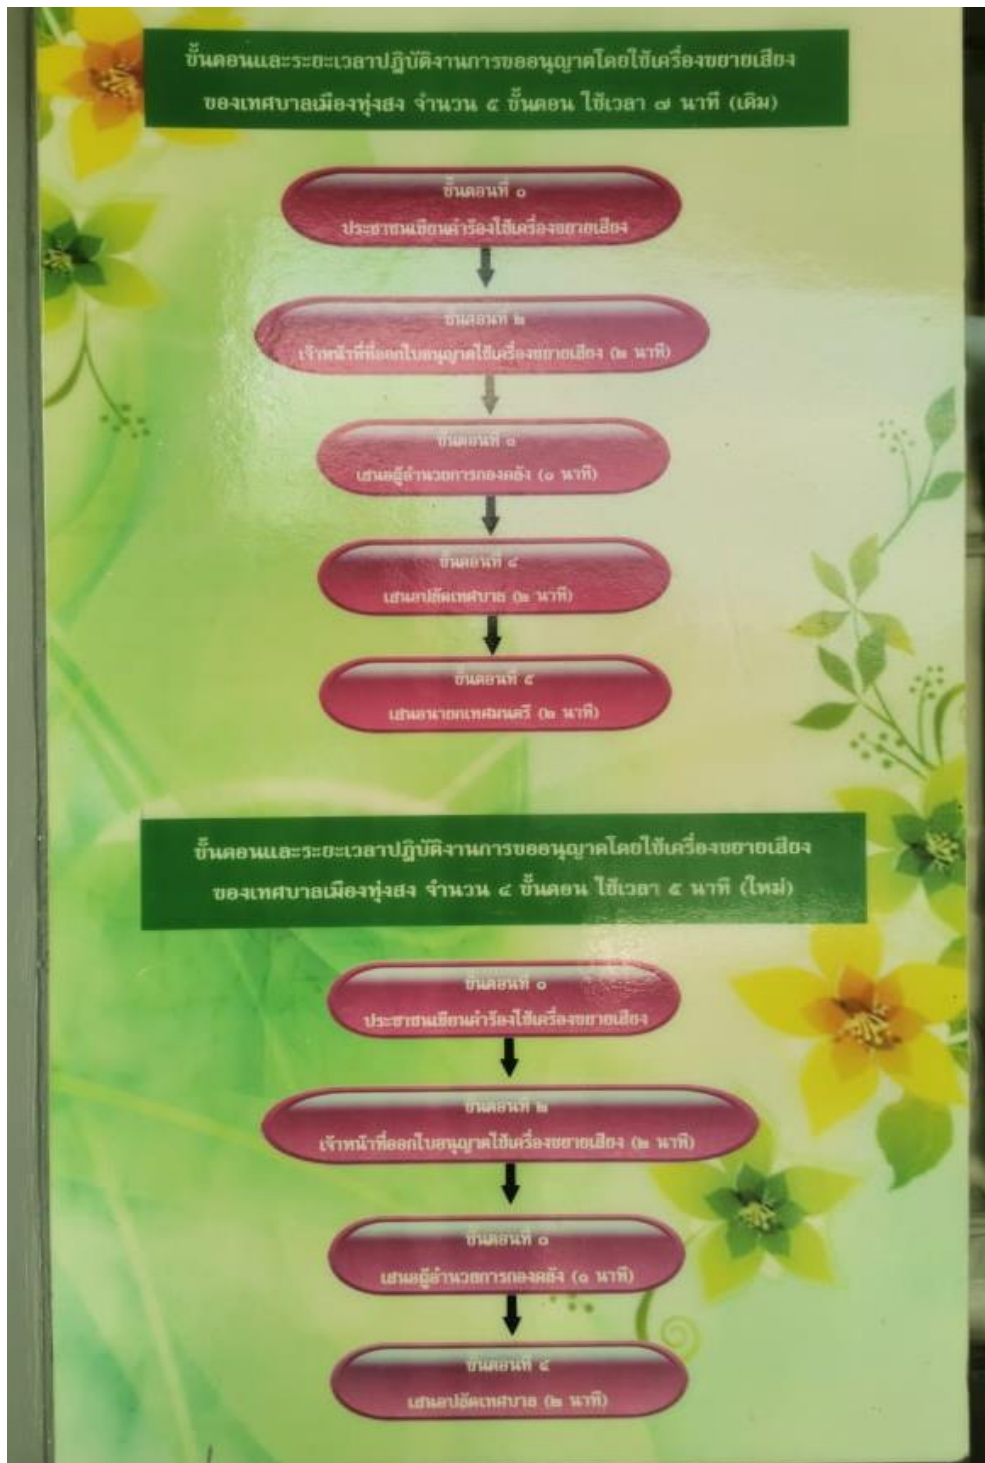 ขั้นตอนและระยะเวลาปฏิบัติงานการขออนุญาตโดยใช้เครื่องขยายเสียง
ของเทศบาลเมืองทุ่งสง จำนวน ๕ ขั้นตอน ใช้เวลา ๗ นาที (เดิม)
ขั้นตอนที่ ๑
ประชาชนเขียนคำร้องใช้เครื่องขยายเสียง
ขั้นตอนที่ ๒
เจ้าหน้าที่ที่ออกใบอนุญาตใช้เครื่องขยายเสียง (๒ นาที)
ขั้นตอนที่ ๓
เสนอผู้อำนวยการกองคลัง (๑ นาที)
ขั้นตอนที่ ๔
เสนอปลัดเทศบาล (๒ นาที)
ขั้นตอนที่ ๕
เสนอนายกเทศมนตรี (๒ นาที)
ขั้นตอนและระยะเวลาปฏิบัติงานการขออนุญาตโดยใช้เครื่องขยายเสียง
ของเทศบาลเมืองทุ่งสง จำนวน ๔ ขั้นตอน ใช้เวลา ๕ นาที (ใหม่)
ขั้นตอนที่ ๑
ประชาชนเขียนคำร้องใช้เครื่องขยายเสียง
ขั้นตอนที่ ๒
เจ้าหน้าที่ออกใบอนุญาตใช้เครื่องขยายเสียง (๒ นาที)
ขั้นตอนที่ ๓
เสนอผู้อำนวยการกองคลัง (๑ นาที)
ขั้นตอนที่ ๔
เสนอปลัดเทศบาล (๒ นาที)